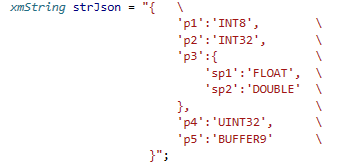 xmString strJson = "{ \
'p1':'INT8', \
'p2':'INT32', \
'p3':{ \
'sp1':'FLOAT', \
'sp2':'DOUBLE' \
}, \
'p4':'UINT32', \
'p5':'BUFFER9' \
}";